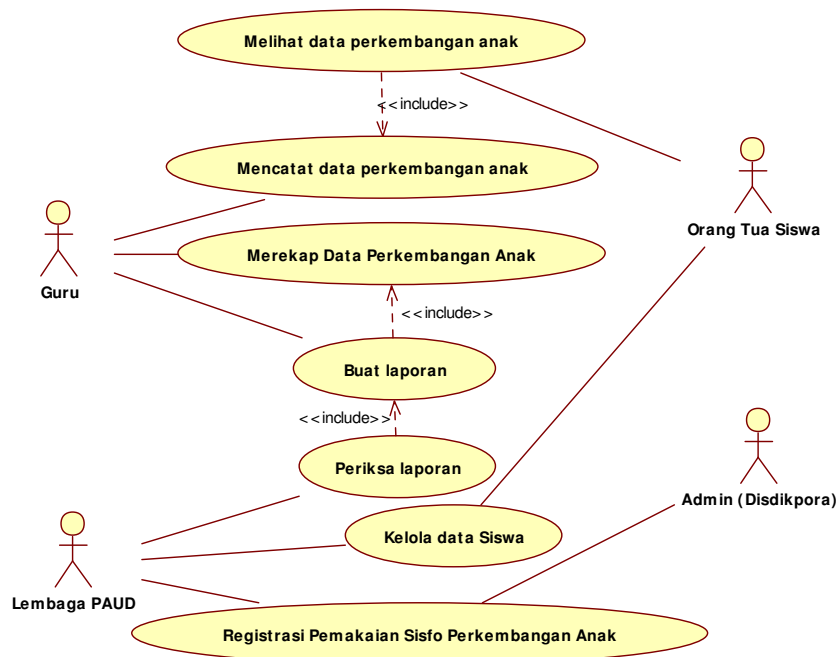 Melihat data perkembangan anak
<<include>>
Mencatat data perkembangan anak
Orang Tua Siswa
Merekap Data Perkembangan Anak
Guru
<<include>>
Buat laporan
<<include>>
Periksa laporan
Admin (Disdikpora)
Kelola data Siswa
Lembaga PAUD
Registrasi Pemakaian Sisfo Perkembangan Anak